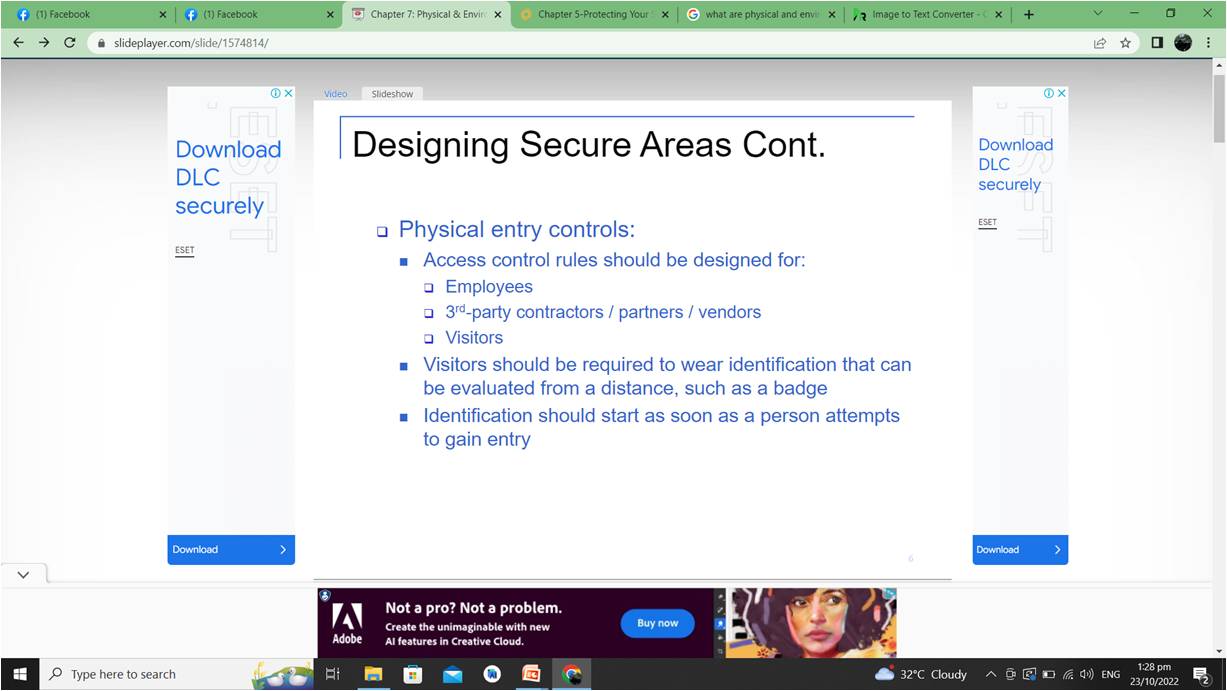 (1) Facebook
(1) Facebook
Chapter 7: Physical & Enviro
Chapter 5-Protecting Your S
what are physical and envir
Image to Text Converter - C
slideplayer.com/slide/1574814/
Video
Slideshow
Download
DLC
securely
ESET
Download
Designing Secure Areas Cont.
Physical entry controls:
Access control rules should be designed for:
Employees
3rd-party contractors / partners / vendors
Visitors
Visitors should be required to wear identification that can
be evaluated from a distance, such as a badge
Identification should start as soon as a person attempts
to gain entry
6
Download
DLC
securely
ESET
Download
Adobe
Not a pro? Not a problem.
Create the unimaginable with new
AI features in Creative Cloud.
Buy now
Type here to search
32°C Cloudy
ENG
1:28 pm
23/10/2022
2